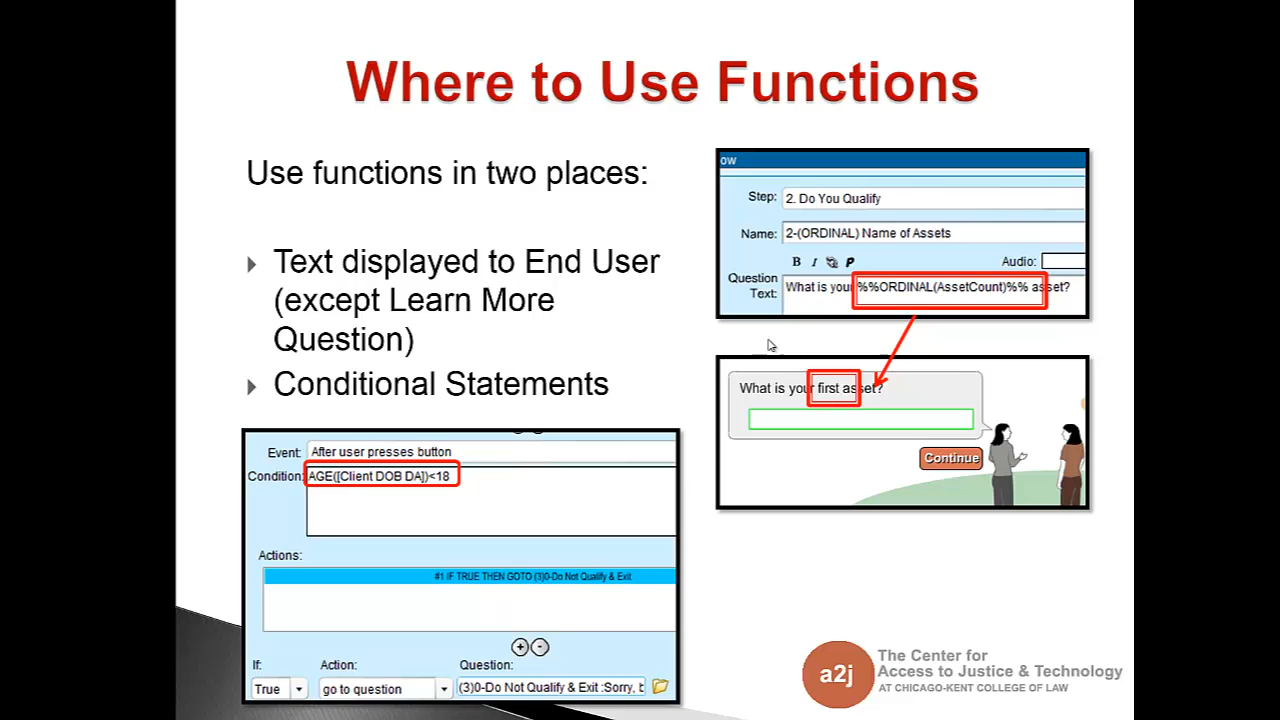 Where to Use Functions
Use functions in two places:
Text displayed to End User
(except Learn More
Question)
Conditional Statements
ow
Step: 2. Do You Qualify
Name: 2-(ORDINAL) Name of Assets
B I P Audio:
Question
Text: What is your %%ORDINAL(AssetCount)%% asset?
What is your first asset?
Continue
Event: After user presses button
Condition: AGE([Client DOB DA])<18
Actions:
#1 IF TRUE THEN GOTO (3)0-Do Not Qualify & Exit
+ -
If: Action: Question:
True go to question (3)0-Do Not Qualify & Exit :Sorry, b
a2j
The Center for
Access to Justice & Technology
AT CHICAGO-KENT COLLEGE OF LAW